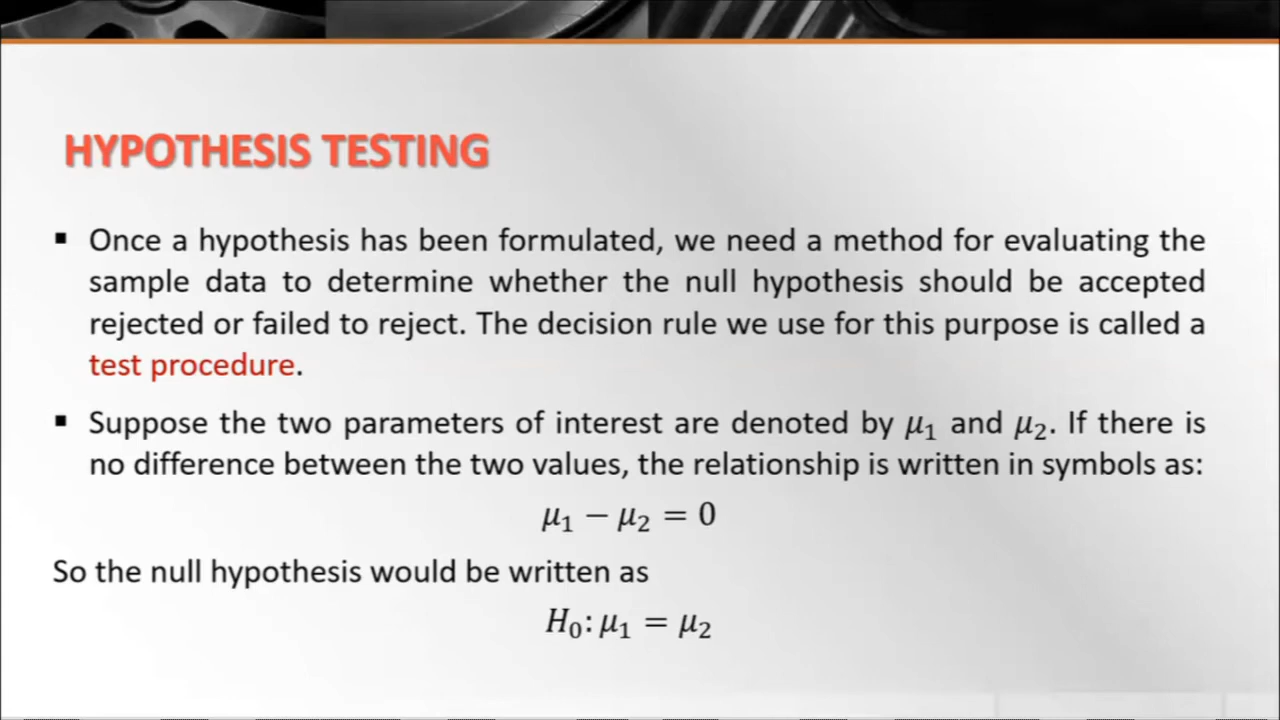 HYPOTHESIS TESTING
▪ Once a hypothesis has been formulated, we need a method for evaluating the
sample data to determine whether the null hypothesis should be accepted
rejected or failed to reject. The decision rule we use for this purpose is called a
test procedure.
▪ Suppose the two parameters of interest are denoted by μ₁ and μ₂. If there is
no difference between the two values, the relationship is written in symbols as:
μ₁ − μ₂ = 0
So the null hypothesis would be written as
H₀: μ₁ = μ₂